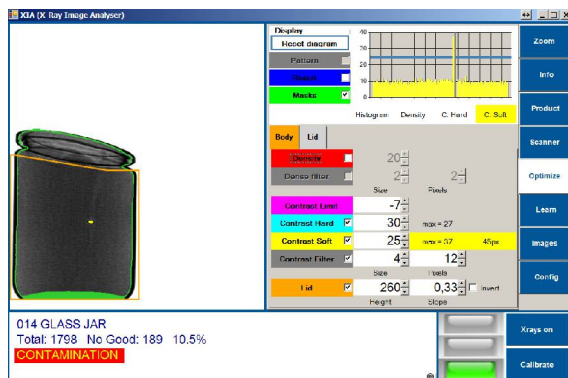 XIA (X Ray Image Analyser)
Display
Reset diagram
Pattern
Masks
40
30
20
10
0
Histogram Density C. Hard C. Soft
Body Lid
Density 20
Dense filter 2 2
Size Pixels
Contrast Limit -7
Contrast Hard 30 max = 27
Contrast Soft 25 max = 37 45px
Contrast Filter 4 12
Size Pixels
Lid 260 0,33 Invert
Height Slope
Zoom
Info
Product
Scanner
Optimize
Learn
Images
Config
014 GLASS JAR
Total: 1798 No Good: 189 10.5%
CONTAMINATION
Xrays on
Calibrate